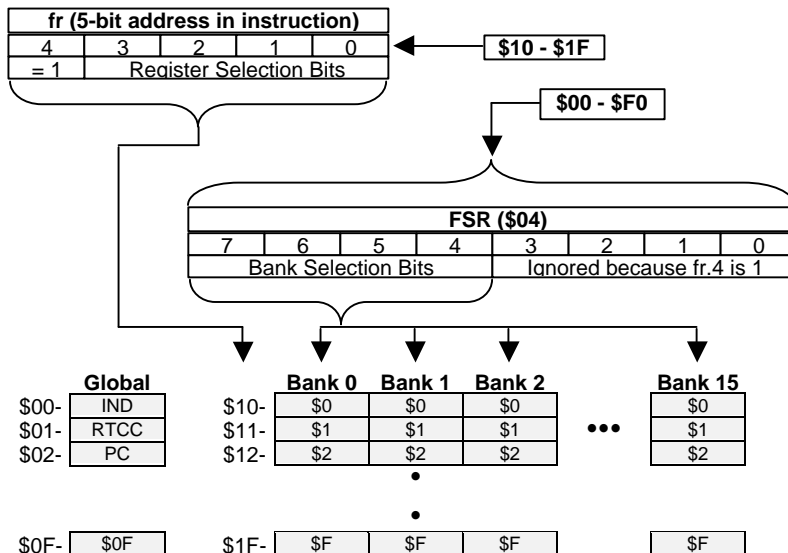 fr (5-bit address in instruction)
4 3 2 1 0
= 1 Register Selection Bits
$10 - $1F
$00 - $F0
FSR ($04)
7 6 5 4 3 2 1 0
Bank Selection Bits Ignored because fr.4 is 1
Global Bank 0 Bank 1 Bank 2 Bank 15
$00- IND $10- $0 $0 $0 $0
$01- RTCC $11- $1 $1 $1 ••• $1
$02- PC $12- $2 $2 $2 $2
•
•
$0F- $0F $1F- $F $F $F $F